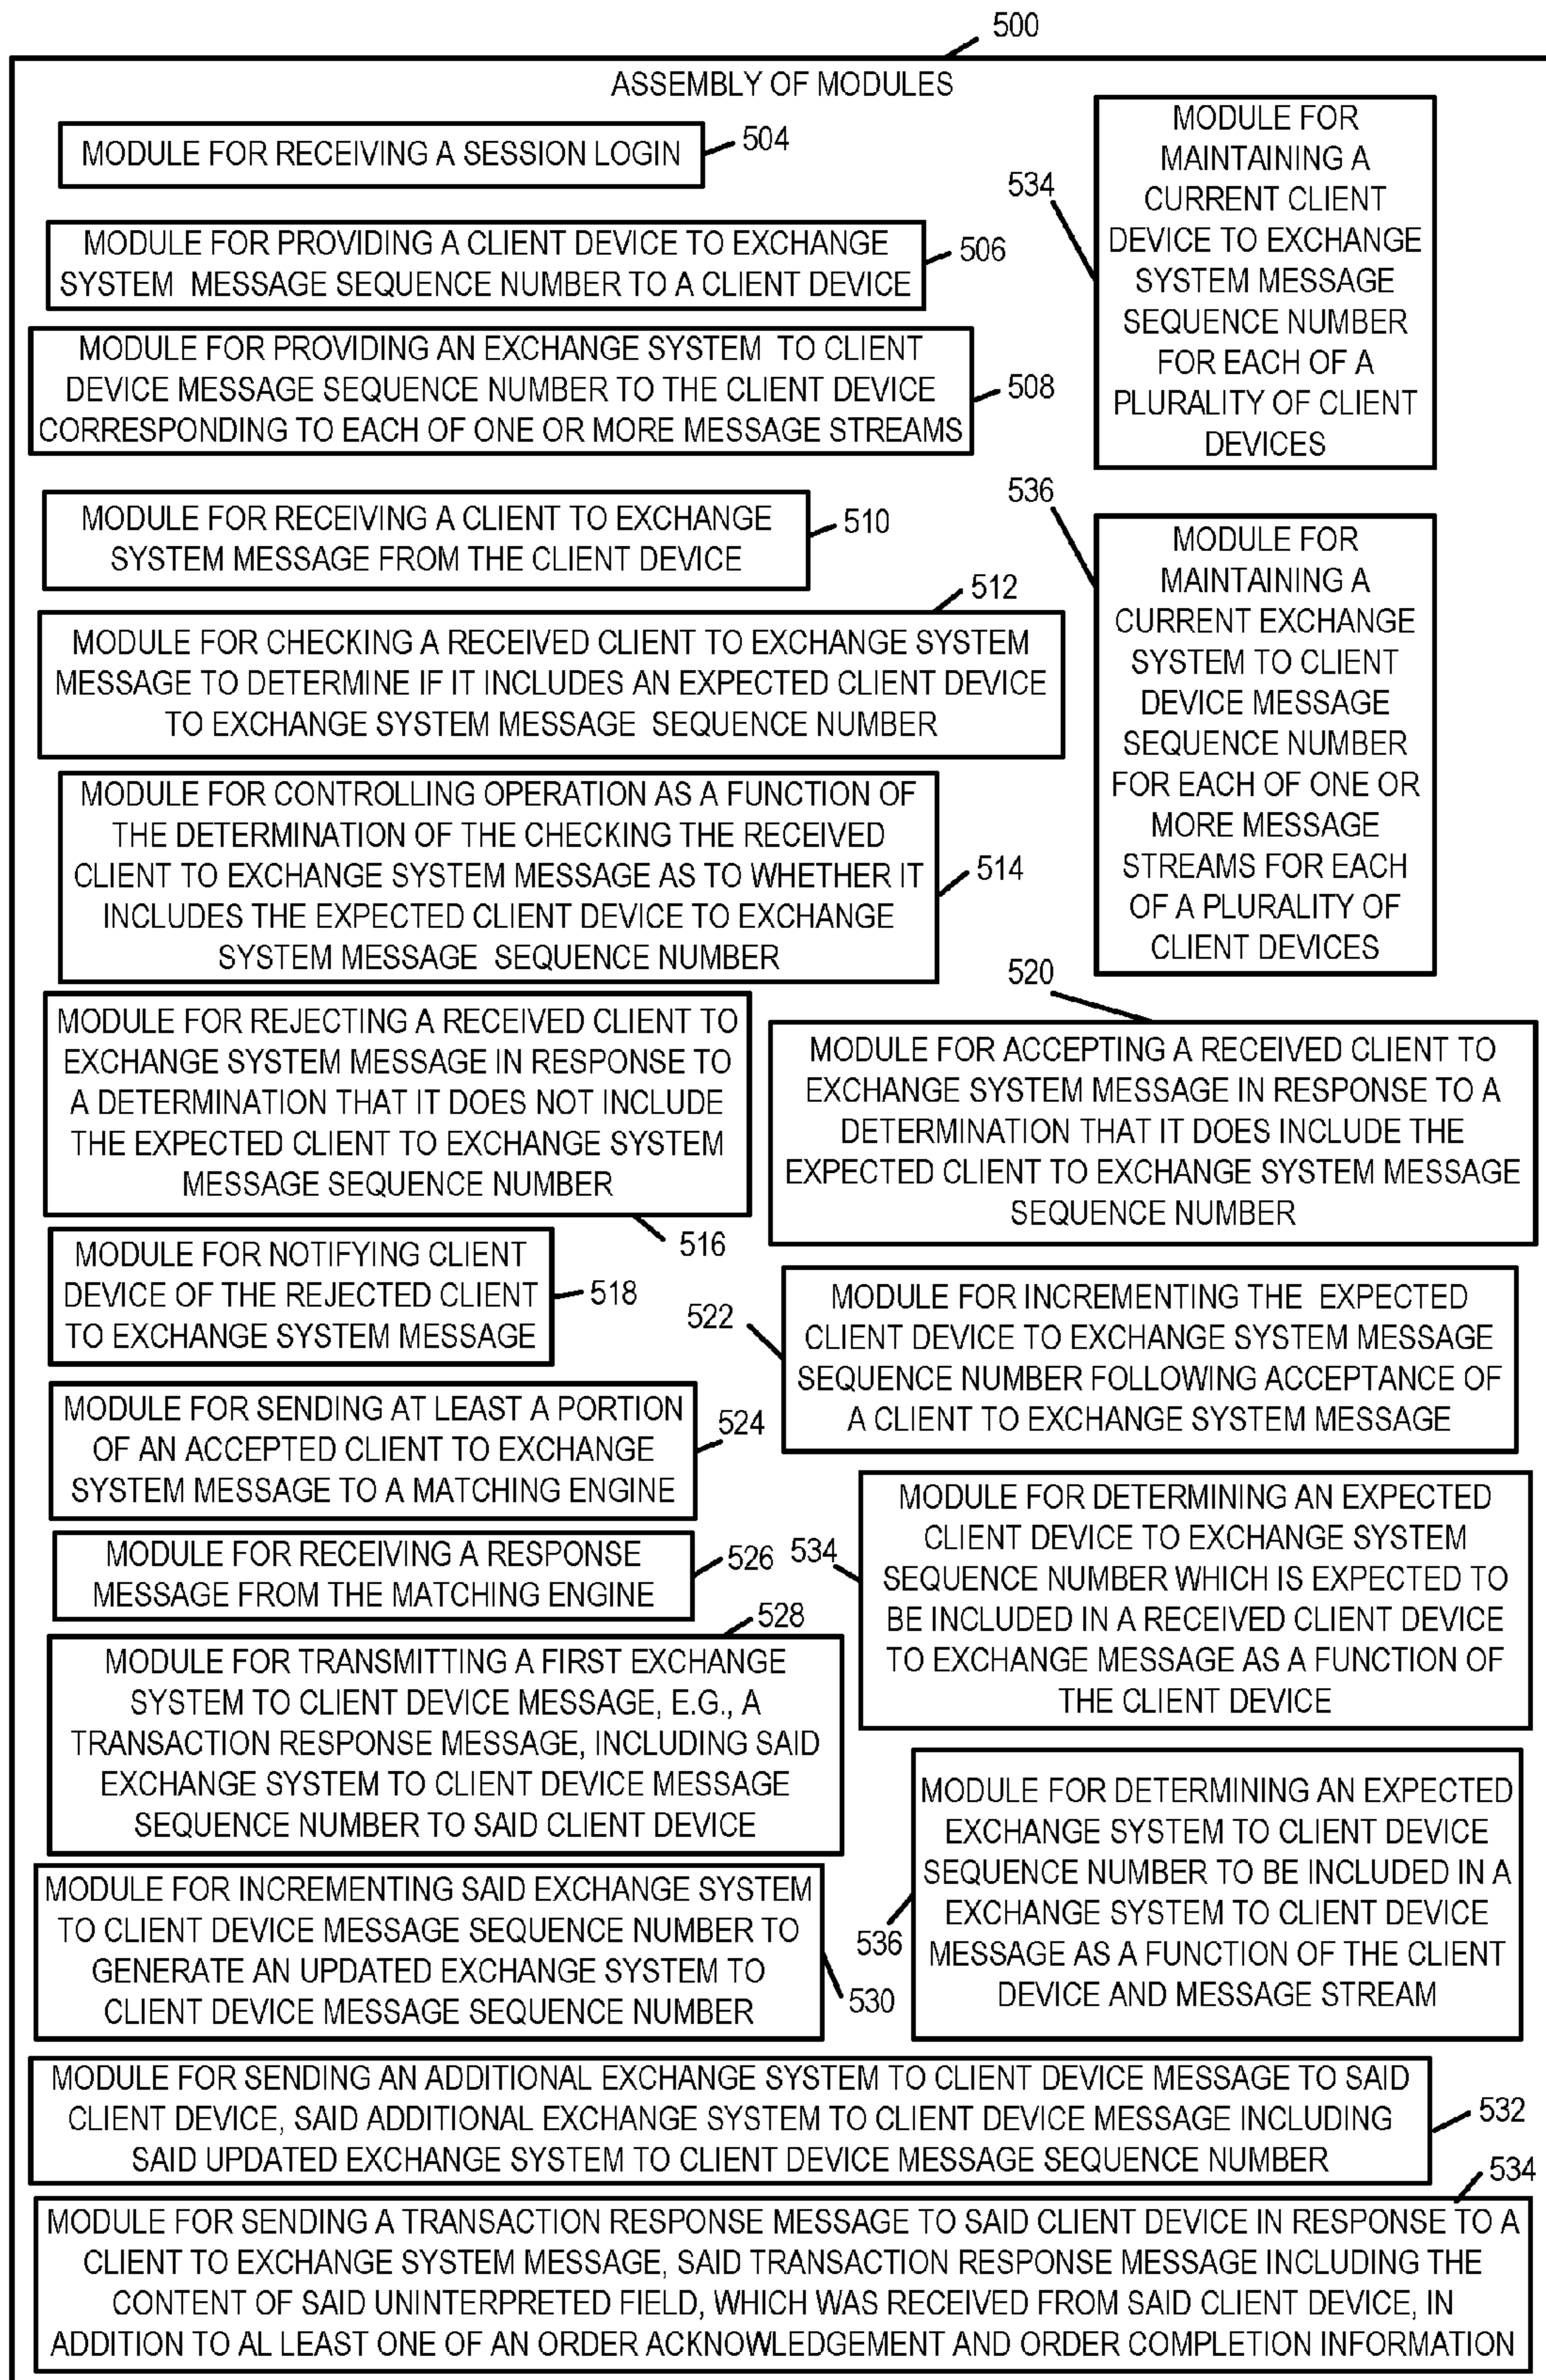 500
ASSEMBLY OF MODULES
MODULE FOR RECEIVING A SESSION LOGIN
504
MODULE FOR PROVIDING A CLIENT DEVICE TO EXCHANGE
SYSTEM MESSAGE SEQUENCE NUMBER TO A CLIENT DEVICE
506
MODULE FOR PROVIDING AN EXCHANGE SYSTEM TO CLIENT
DEVICE MESSAGE SEQUENCE NUMBER TO THE CLIENT DEVICE
CORRESPONDING TO EACH OF ONE OR MORE MESSAGE STREAMS
508
534
MODULE FOR
MAINTAINING A
CURRENT CLIENT
DEVICE TO EXCHANGE
SYSTEM MESSAGE
SEQUENCE NUMBER
FOR EACH OF A
PLURALITY OF CLIENT
DEVICES
MODULE FOR RECEIVING A CLIENT TO EXCHANGE
SYSTEM MESSAGE FROM THE CLIENT DEVICE
510
512
MODULE FOR CHECKING A RECEIVED CLIENT TO EXCHANGE SYSTEM
MESSAGE TO DETERMINE IF IT INCLUDES AN EXPECTED CLIENT DEVICE
TO EXCHANGE SYSTEM MESSAGE SEQUENCE NUMBER
MODULE FOR CONTROLLING OPERATION AS A FUNCTION OF
THE DETERMINATION OF THE CHECKING THE RECEIVED
CLIENT TO EXCHANGE SYSTEM MESSAGE AS TO WHETHER IT
INCLUDES THE EXPECTED CLIENT DEVICE TO EXCHANGE
SYSTEM MESSAGE SEQUENCE NUMBER
514
536
MODULE FOR
MAINTAINING A
CURRENT EXCHANGE
SYSTEM TO CLIENT
DEVICE MESSAGE
SEQUENCE NUMBER
FOR EACH OF ONE OR
MORE MESSAGE
STREAMS FOR EACH
OF A PLURALITY OF
CLIENT DEVICES
MODULE FOR REJECTING A RECEIVED CLIENT TO
EXCHANGE SYSTEM MESSAGE IN RESPONSE TO
A DETERMINATION THAT IT DOES NOT INCLUDE
THE EXPECTED CLIENT TO EXCHANGE SYSTEM
MESSAGE SEQUENCE NUMBER
516
520
MODULE FOR ACCEPTING A RECEIVED CLIENT TO
EXCHANGE SYSTEM MESSAGE IN RESPONSE TO A
DETERMINATION THAT IT DOES INCLUDE THE
EXPECTED CLIENT TO EXCHANGE SYSTEM MESSAGE
SEQUENCE NUMBER
MODULE FOR NOTIFYING CLIENT
DEVICE OF THE REJECTED CLIENT
TO EXCHANGE SYSTEM MESSAGE
518
522
MODULE FOR INCREMENTING THE EXPECTED
CLIENT DEVICE TO EXCHANGE SYSTEM MESSAGE
SEQUENCE NUMBER FOLLOWING ACCEPTANCE OF
A CLIENT TO EXCHANGE SYSTEM MESSAGE
MODULE FOR SENDING AT LEAST A PORTION
OF AN ACCEPTED CLIENT TO EXCHANGE
SYSTEM MESSAGE TO A MATCHING ENGINE
524
MODULE FOR RECEIVING A RESPONSE
MESSAGE FROM THE MATCHING ENGINE
526
534
MODULE FOR DETERMINING AN EXPECTED
CLIENT DEVICE TO EXCHANGE SYSTEM
SEQUENCE NUMBER WHICH IS EXPECTED TO
BE INCLUDED IN A RECEIVED CLIENT DEVICE
TO EXCHANGE MESSAGE AS A FUNCTION OF
THE CLIENT DEVICE
528
MODULE FOR TRANSMITTING A FIRST EXCHANGE
SYSTEM TO CLIENT DEVICE MESSAGE, E.G., A
TRANSACTION RESPONSE MESSAGE, INCLUDING SAID
EXCHANGE SYSTEM TO CLIENT DEVICE MESSAGE
SEQUENCE NUMBER TO SAID CLIENT DEVICE
MODULE FOR DETERMINING AN EXPECTED
EXCHANGE SYSTEM TO CLIENT DEVICE
SEQUENCE NUMBER TO BE INCLUDED IN A
EXCHANGE SYSTEM TO CLIENT DEVICE
MESSAGE AS A FUNCTION OF THE CLIENT
DEVICE AND MESSAGE STREAM
536
MODULE FOR INCREMENTING SAID EXCHANGE SYSTEM
TO CLIENT DEVICE MESSAGE SEQUENCE NUMBER TO
GENERATE AN UPDATED EXCHANGE SYSTEM TO
CLIENT DEVICE MESSAGE SEQUENCE NUMBER
530
MODULE FOR SENDING AN ADDITIONAL EXCHANGE SYSTEM TO CLIENT DEVICE MESSAGE TO SAID
CLIENT DEVICE, SAID ADDITIONAL EXCHANGE SYSTEM TO CLIENT DEVICE MESSAGE INCLUDING
SAID UPDATED EXCHANGE SYSTEM TO CLIENT DEVICE MESSAGE SEQUENCE NUMBER
532
534
MODULE FOR SENDING A TRANSACTION RESPONSE MESSAGE TO SAID CLIENT DEVICE IN RESPONSE TO A
CLIENT TO EXCHANGE SYSTEM MESSAGE, SAID TRANSACTION RESPONSE MESSAGE INCLUDING THE
CONTENT OF SAID UNINTERPRETED FIELD, WHICH WAS RECEIVED FROM SAID CLIENT DEVICE, IN
ADDITION TO AL LEAST ONE OF AN ORDER ACKNOWLEDGEMENT AND ORDER COMPLETION INFORMATION